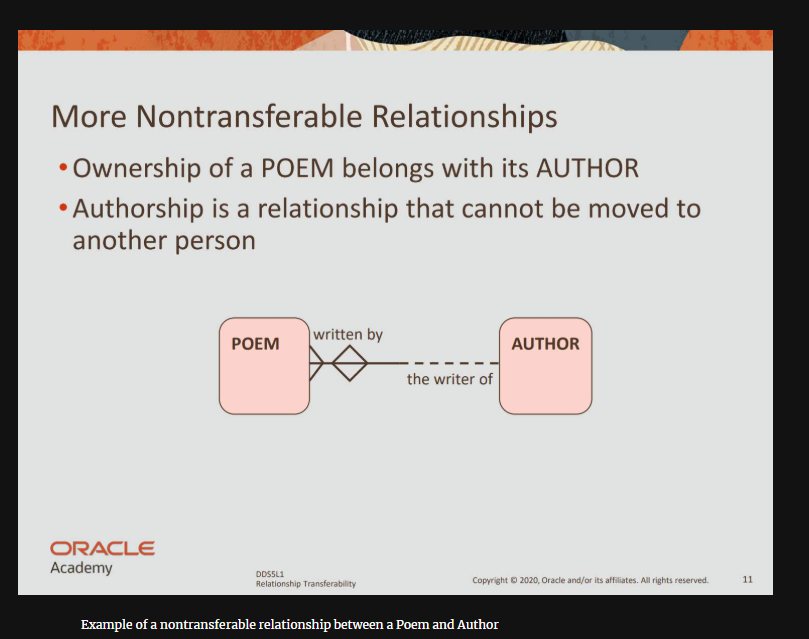 More Nontransferable Relationships
• Ownership of a POEM belongs with its AUTHOR
• Authorship is a relationship that cannot be moved to
another person
written by
POEM
AUTHOR
the writer of
ORACLE
Academy
DDS5L1
Relationship Transferability
Copyright © 2020, Oracle and/or its affiliates. All rights reserved.
11
Example of a nontransferable relationship between a Poem and Author